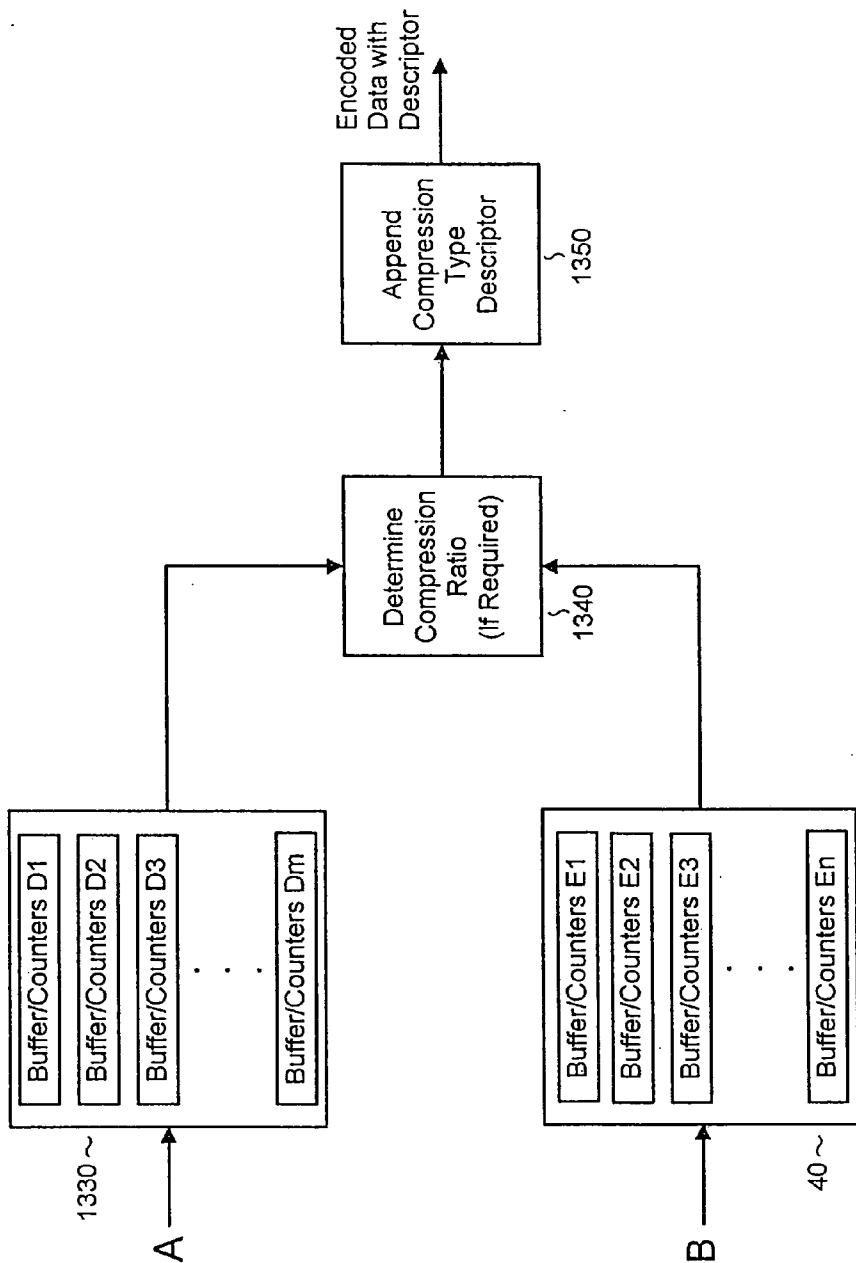 A
1330
Buffer/Counters D1
Buffer/Counters D2
Buffer/Counters D3
. . .
Buffer/Counters Dm
B
40
Buffer/Counters E1
Buffer/Counters E2
Buffer/Counters E3
. . .
Buffer/Counters En
Determine
Compression
Ratio
(If Required)
1340
Append
Compression
Type
Descriptor
1350
Encoded
Data with
Descriptor